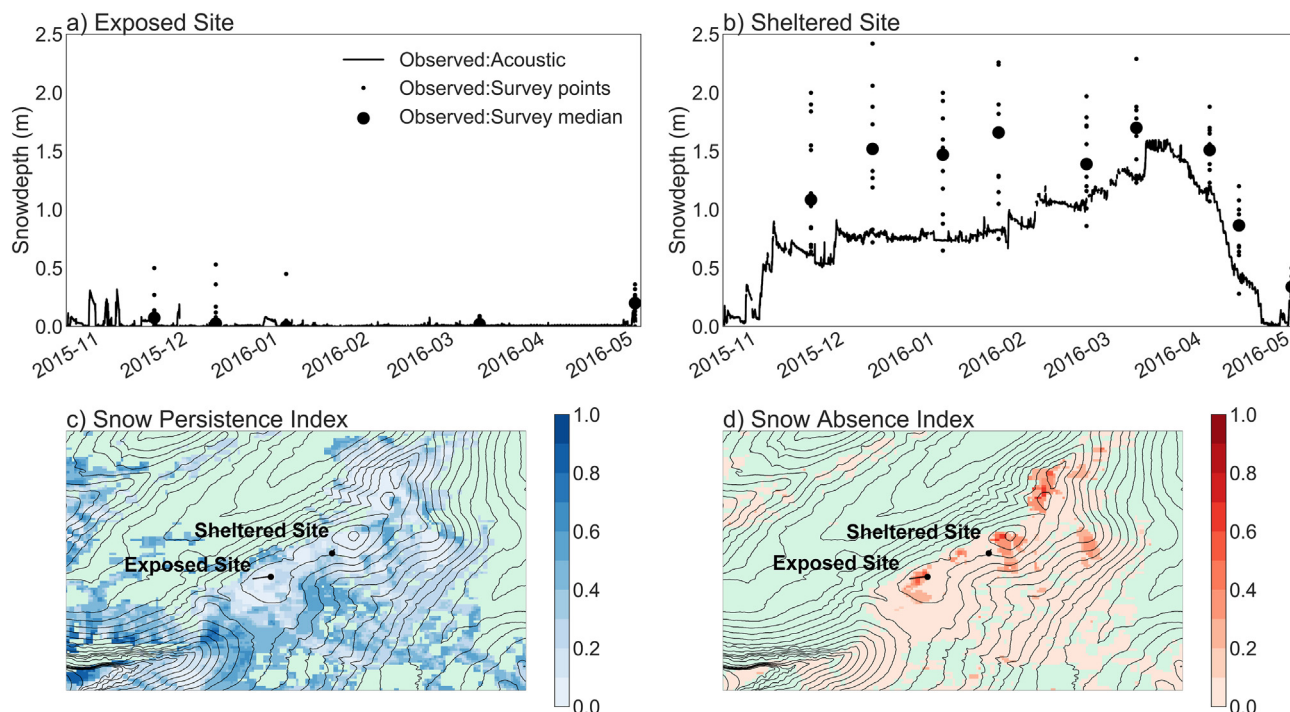 a) Exposed Site
2.5
2.0
1.5
1.0
0.5
0.0
Snowdepth (m)
Observed:Acoustic
Observed:Survey points
Observed:Survey median
2015-11
2015-12
2016-01
2016-02
2016-03
2016-04
2016-05
b) Sheltered Site
2.5
2.0
1.5
1.0
0.5
0.0
Snowdepth (m)
2015-11
2015-12
2016-01
2016-02
2016-03
2016-04
2016-05
c) Snow Persistence Index
Sheltered Site
Exposed Site
1.0
0.8
0.6
0.4
0.2
0.0
d) Snow Absence Index
Sheltered Site
Exposed Site
1.0
0.8
0.6
0.4
0.2
0.0